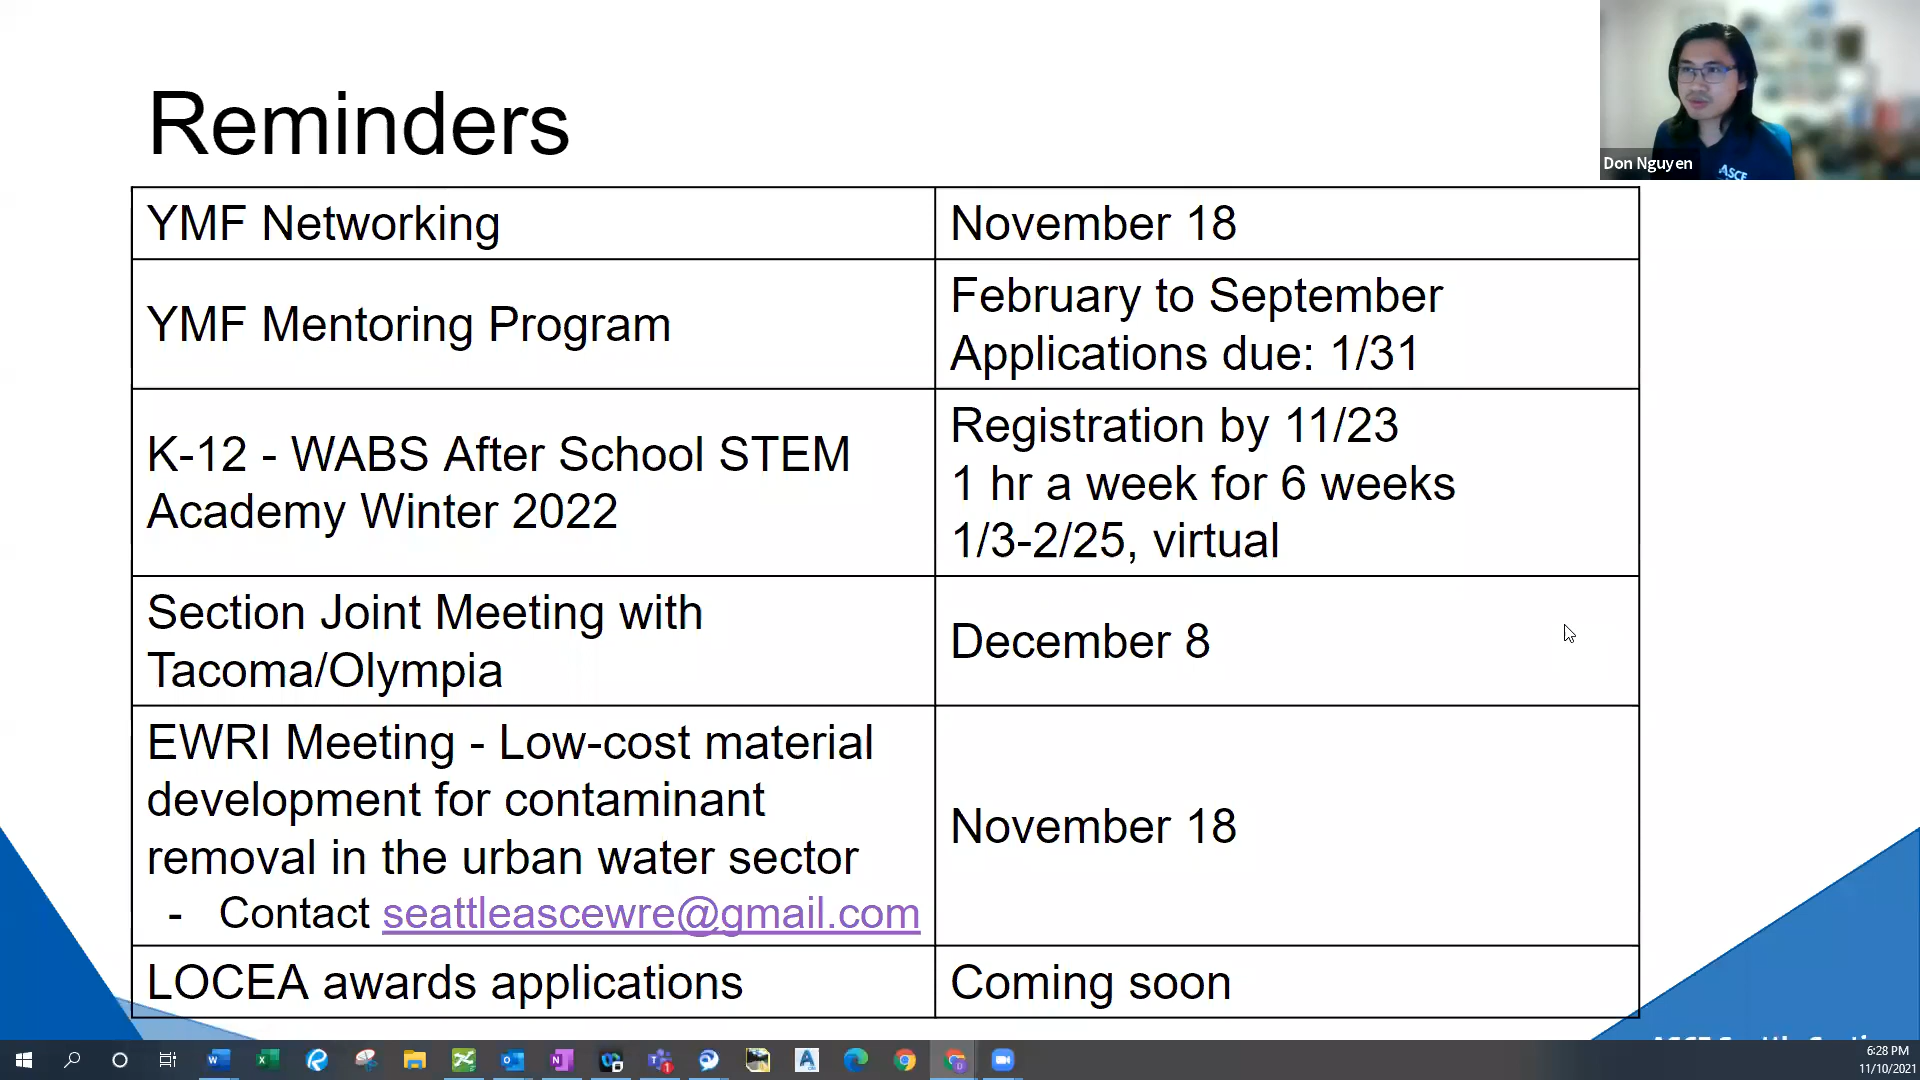 Reminders
Don Nguyen
ASCE
YMF Networking
November 18
YMF Mentoring Program
February to September
Applications due: 1/31
K-12 - WABS After School STEM
Academy Winter 2022
Registration by 11/23
1 hr a week for 6 weeks
1/3-2/25, virtual
Section Joint Meeting with
Tacoma/Olympia
December 8
EWRI Meeting - Low-cost material
development for contaminant
removal in the urban water sector
- Contact seattleascewre@gmail.com
November 18
LOCEA awards applications
Coming soon
6:28 PM
11/10/2021